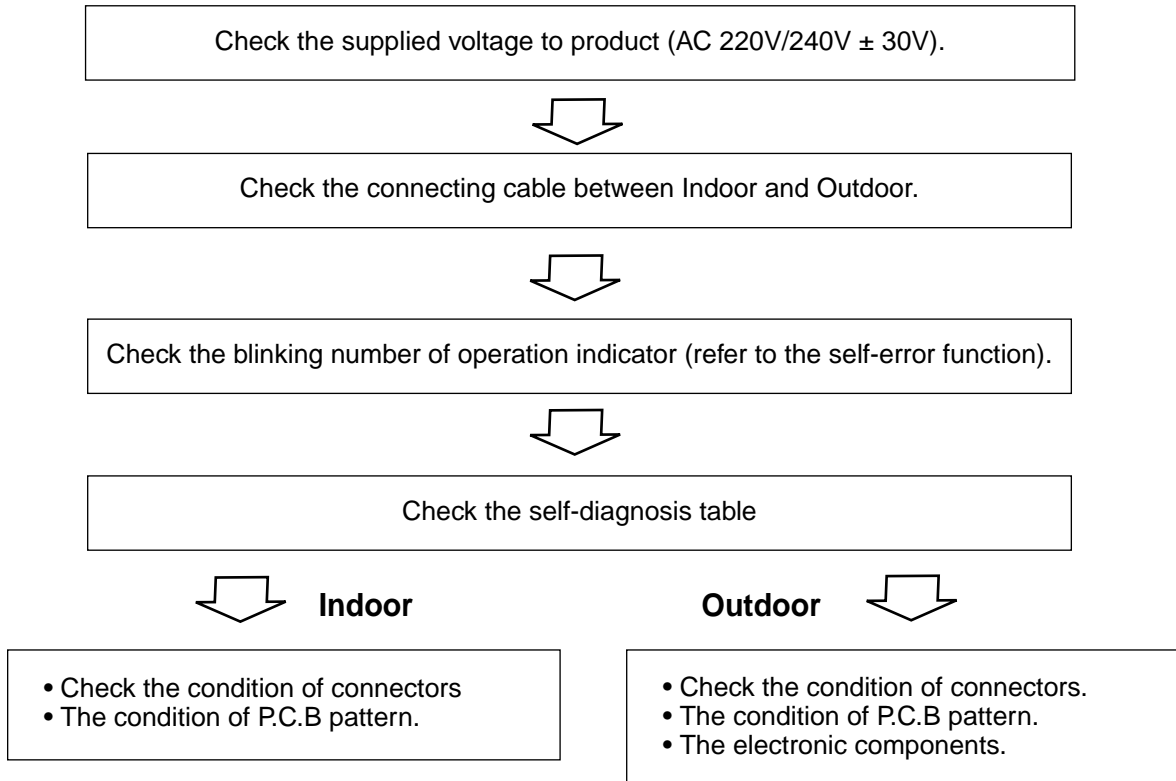 Check the supplied voltage to product (AC 220V/240V ± 30V).
Check the connecting cable between Indoor and Outdoor.
Check the blinking number of operation indicator (refer to the self-error function).
Check the self-diagnosis table
Indoor
Outdoor
• Check the condition of connectors
• The condition of P.C.B pattern.
• Check the condition of connectors.
• The condition of P.C.B pattern.
• The electronic components.